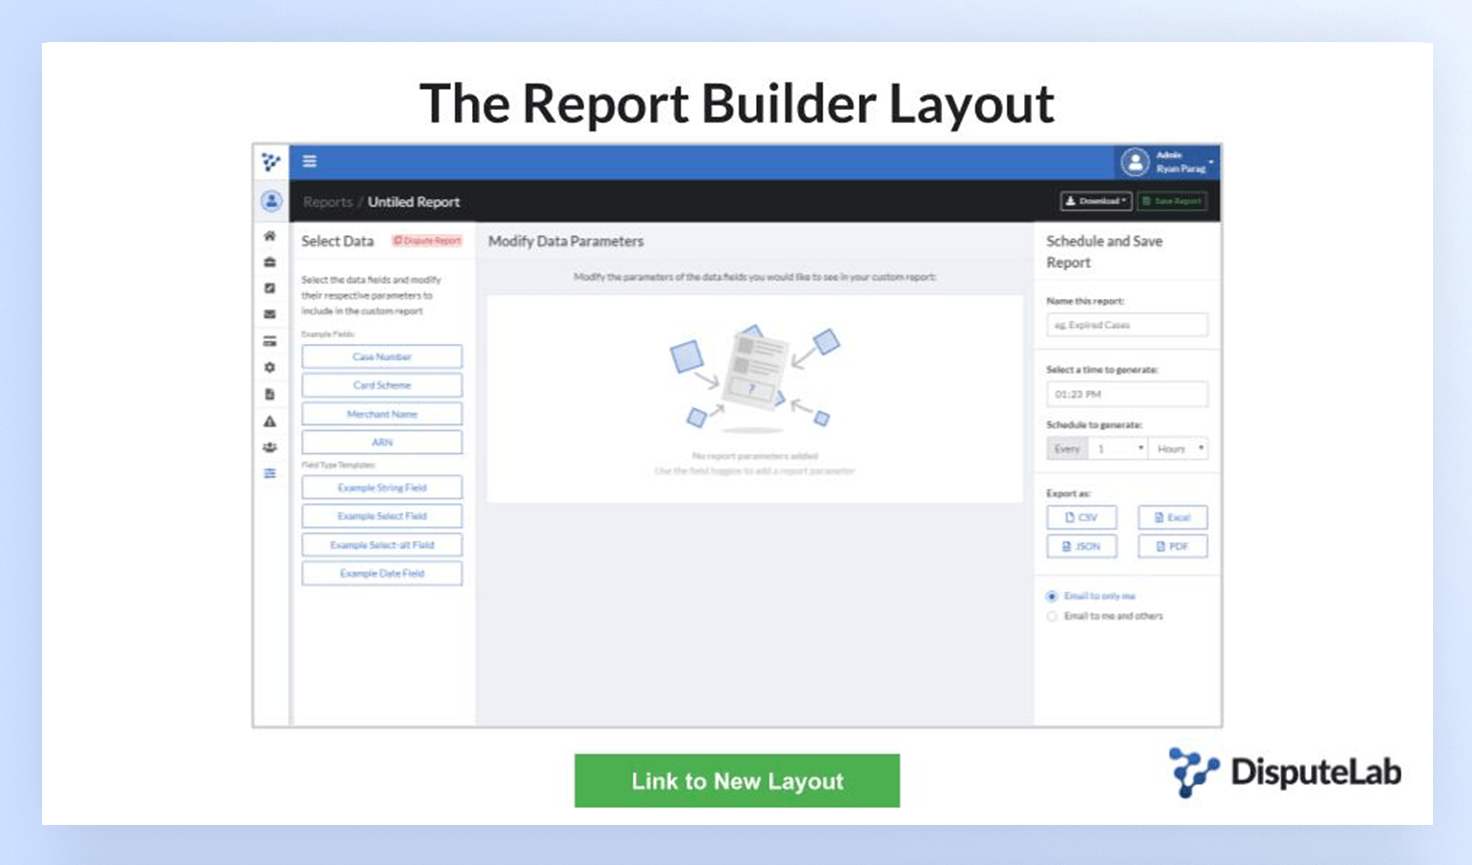 The Report Builder Layout
Admin
Ryan Parag
Reports / Untiled Report
Download
Save Report
Select Data
Dispute Report
Select the data fields and modify
their respective parameters to
include in the custom report
Example Fields:
Case Number
Card Scheme
Merchant Name
ARN
Field Type Templates:
Example String Field
Example Select Field
Example Select-alt Field
Example Date Field
Modify Data Parameters
Modify the parameters of the data fields you would like to see in your custom report:
?
No report parameters added
Use the field toggles to add a report parameter
Schedule and Save
Report
Name this report:
eg. Expired Cases
Select a time to generate:
01:23 PM
Schedule to generate:
Every 1 Hours
Export as:
CSV
Excel
JSON
PDF
Email to only me
Email to me and others
Link to New Layout
DisputeLab